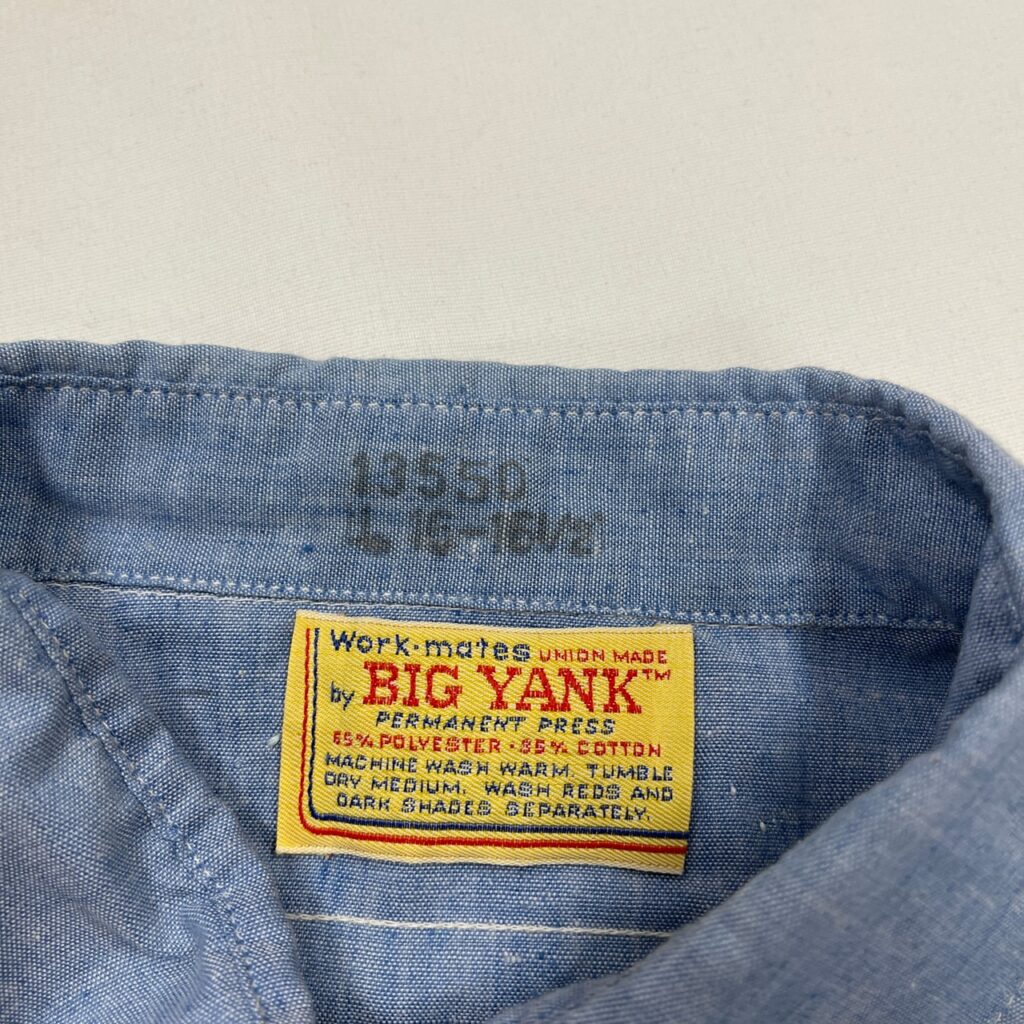 13550
L 16-16½
Work·mates UNION MADE
by BIG YANK™
PERMANENT PRESS
65% POLYESTER · 35% COTTON
MACHINE WASH WARM. TUMBLE
DRY MEDIUM. WASH REDS AND
DARK SHADES SEPARATELY.